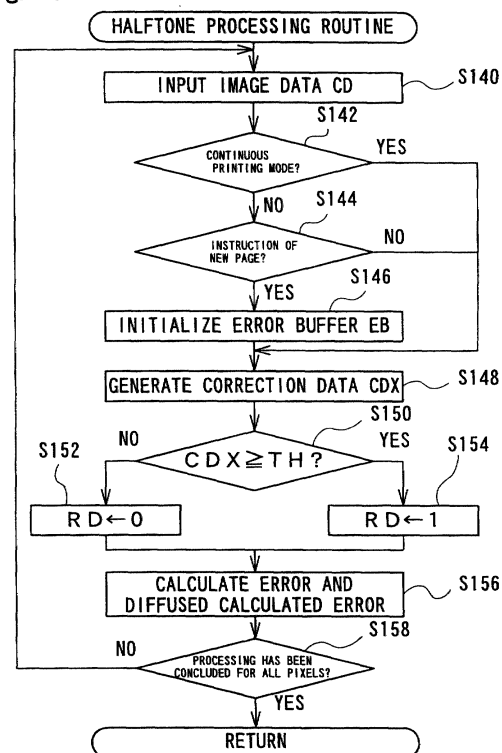 HALFTONE PROCESSING ROUTINE
INPUT IMAGE DATA CD
S140
S142
CONTINUOUS
PRINTING MODE?
YES
NO
S144
INSTRUCTION OF
NEW PAGE?
NO
YES
S146
INITIALIZE ERROR BUFFER EB
GENERATE CORRECTION DATA CDX
S148
S150
CDX≧TH?
NO
YES
S152
S154
RD←0
RD←1
CALCULATE ERROR AND
DIFFUSED CALCULATED ERROR
S156
S158
NO
PROCESSING HAS BEEN
CONCLUDED FOR ALL PIXELS?
YES
RETURN